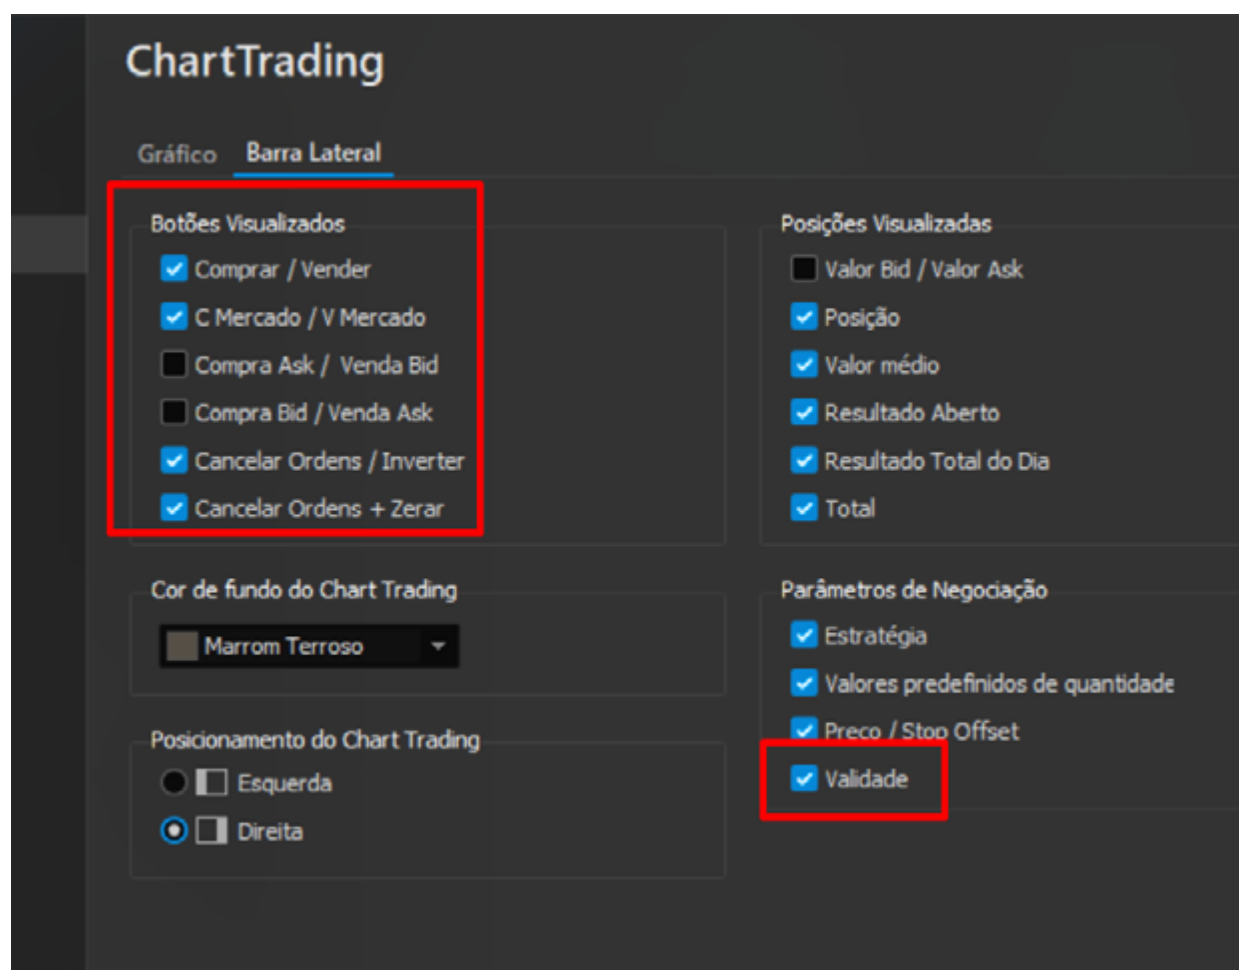 ChartTrading
Gráfico
Barra Lateral
Botões Visualizados
Comprar / Vender
C Mercado / V Mercado
Compra Ask / Venda Bid
Compra Bid / Venda Ask
Cancelar Ordens / Inverter
Cancelar Ordens + Zerar
Posições Visualizadas
Valor Bid / Valor Ask
Posição
Valor médio
Resultado Aberto
Resultado Total do Dia
Total
Cor de fundo do Chart Trading
Marrom Terroso
Parâmetros de Negociação
Estratégia
Valores predefinidos de quantidade
Preço / Stop Offset
Validade
Posicionamento do Chart Trading
Esquerda
Direita